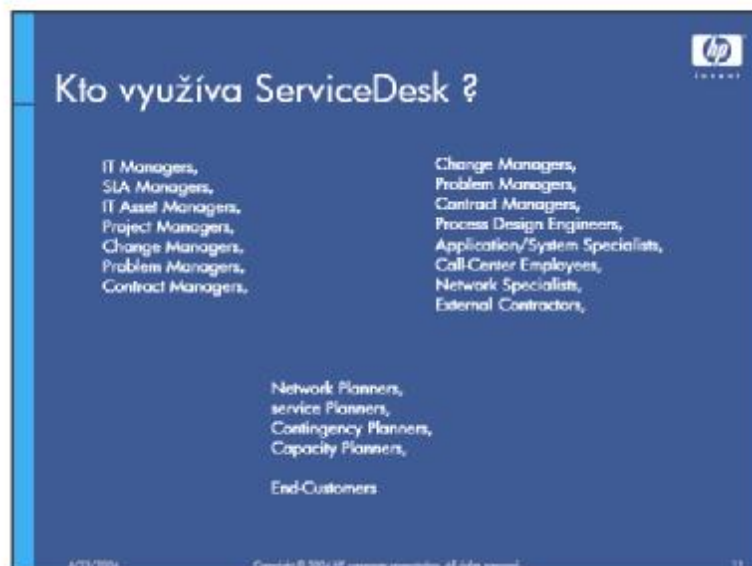 hp
invent
Kto využíva ServiceDesk ?
IT Managers,
SLA Managers,
IT Asset Managers,
Project Managers,
Change Managers,
Problem Managers,
Contract Managers,
Change Managers,
Problem Managers,
Contract Managers,
Process Design Engineers,
Application/System Specialists,
Call-Center Employees,
Network Specialists,
External Contractors,
Network Planners,
service Planners,
Contingency Planners,
Capacity Planners,
End-Customers